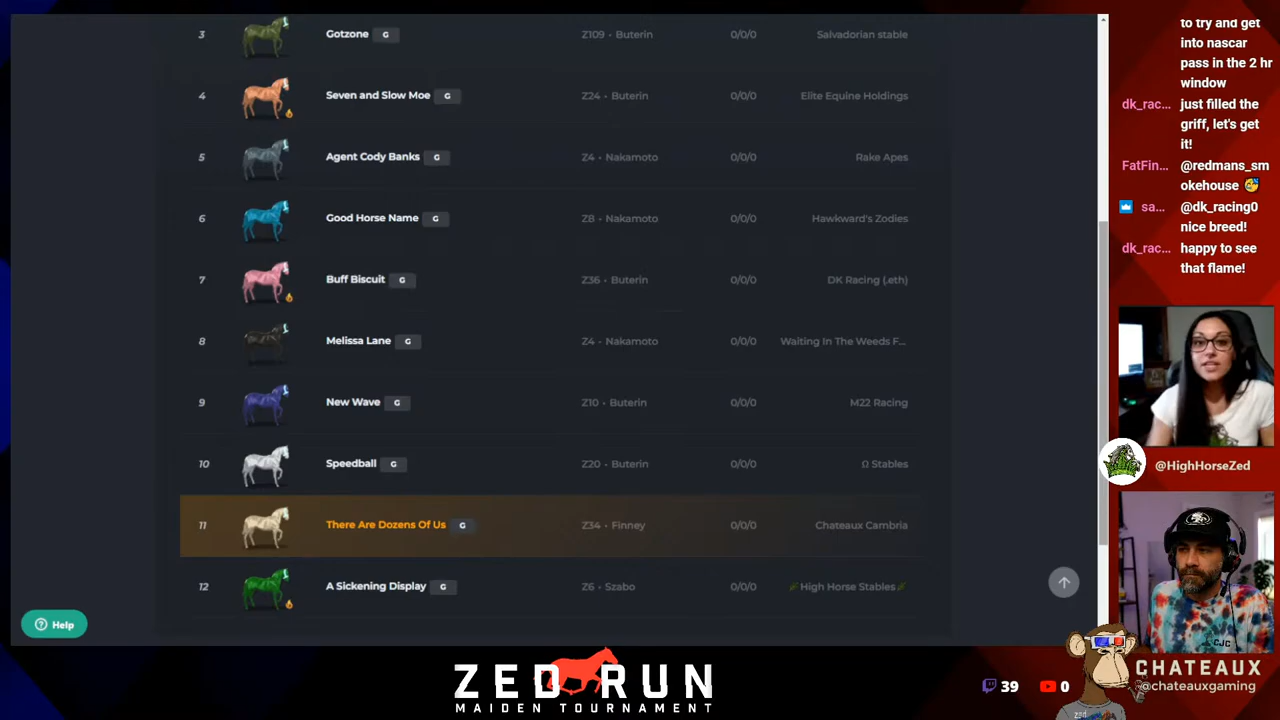 3 Gotzone G Z109 • Buterin 0/0/0 Salvadorian stable
4 Seven and Slow Moe G Z24 • Buterin 0/0/0 Elite Equine Holdings
5 Agent Cody Banks G Z4 • Nakamoto 0/0/0 Rake Apes
6 Good Horse Name G Z8 • Nakamoto 0/0/0 Hawkward's Zodies
7 Buff Biscuit G Z36 • Buterin 0/0/0 DK Racing (.eth)
8 Melissa Lane G Z4 • Nakamoto 0/0/0 Waiting In The Weeds F...
9 New Wave G Z10 • Buterin 0/0/0 M22 Racing
10 Speedball G Z20 • Buterin 0/0/0 Ω Stables
11 There Are Dozens Of Us G Z34 • Finney 0/0/0 Chateaux Cambria
12 A Sickening Display G Z6 • Szabo 0/0/0 High Horse Stables
? Help
to try and get
into nascar
pass in the 2 hr
window
dk_rac... just filled the
griff, let's get
it!
FatFin... @redmans_sm
okehouse
sa... @dk_racing0
nice breed!
dk_rac... happy to see
that flame!
@HighHorseZed
CJC
ZED RUN
MAIDEN TOURNAMENT
39
0
CHATEAUX
@chateauxgaming
zed